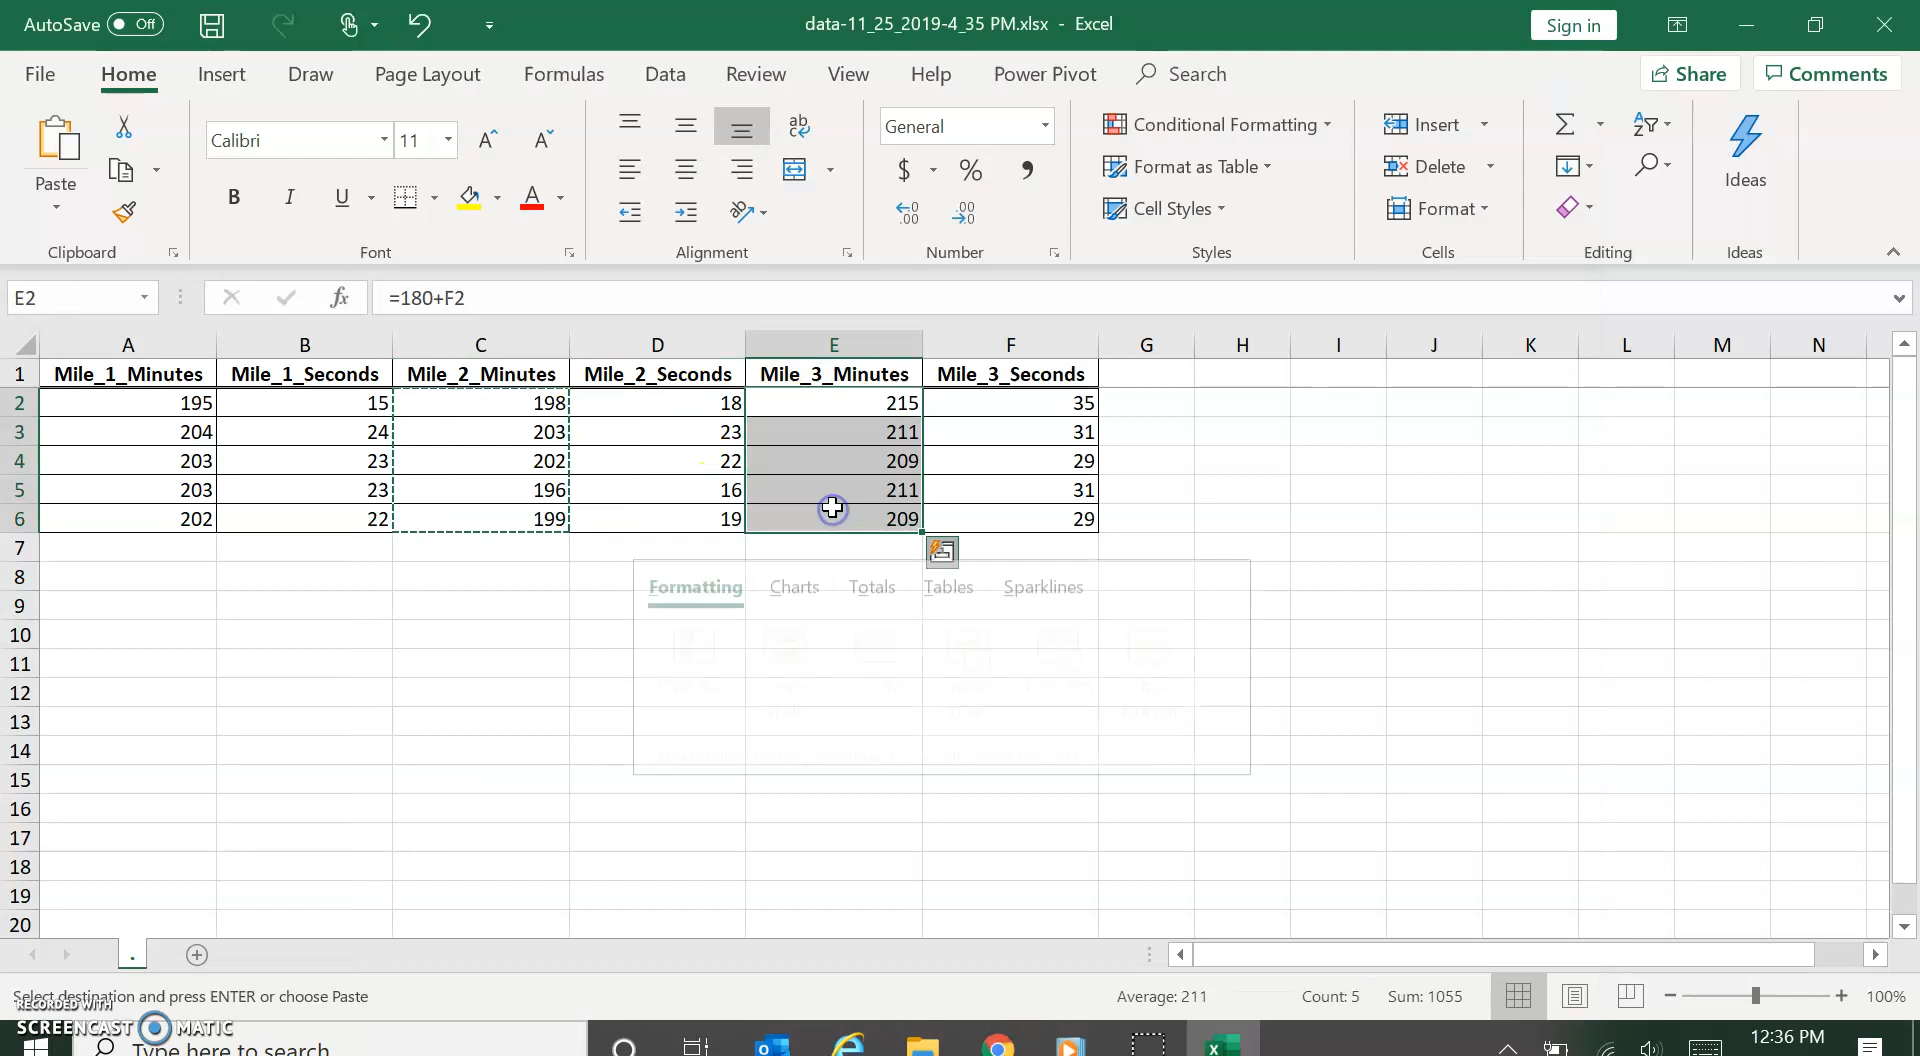 AutoSave Off data-11_25_2019-4_35 PM.xlsx - Excel Sign in
File Home Insert Draw Page Layout Formulas Data Review View Help Power Pivot Search Share Comments
Paste
Calibri 11
B I U A
ab
General
$ % 9
.00 .00
Conditional Formatting
Format as Table
Cell Styles
Insert
Delete
Format
Ideas
Clipboard Font Alignment Number Styles Cells Editing Ideas
E2 fx =180+F2
A B C D E F G H I J K L M N
1 Mile_1_Minutes Mile_1_Seconds Mile_2_Minutes Mile_2_Seconds Mile_3_Minutes Mile_3_Seconds
2 195 15 198 18 215 35
3 204 24 203 23 211 31
4 203 23 202 22 209 29
5 203 23 196 16 211 31
6 202 22 199 19 209 29
7
8
9
10
11
12
13
14
15
16
17
18
19
20
Formatting Charts Totals Tables Sparklines
.
Select destination and press ENTER or choose Paste Average: 211 Count: 5 Sum: 1055 100%
RECORDED WITH
SCREENCAST MATIC
Type here to search
12:36 PM